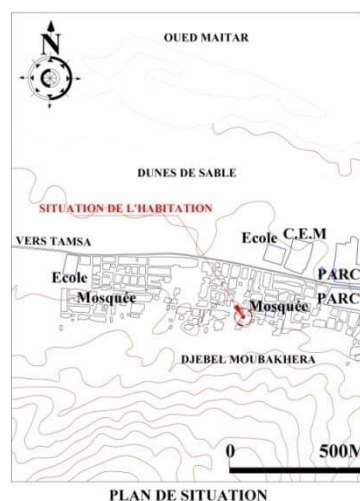 N
OUED MAITAR
DUNES DE SABLE
SITUATION DE L'HABITATION
Ecole C.E.M
VERS TAMSA
Ecole
PARC
Mosquée
Mosquée
PARC
DJEBEL MOUBAKHERA
0 500M
PLAN DE SITUATION